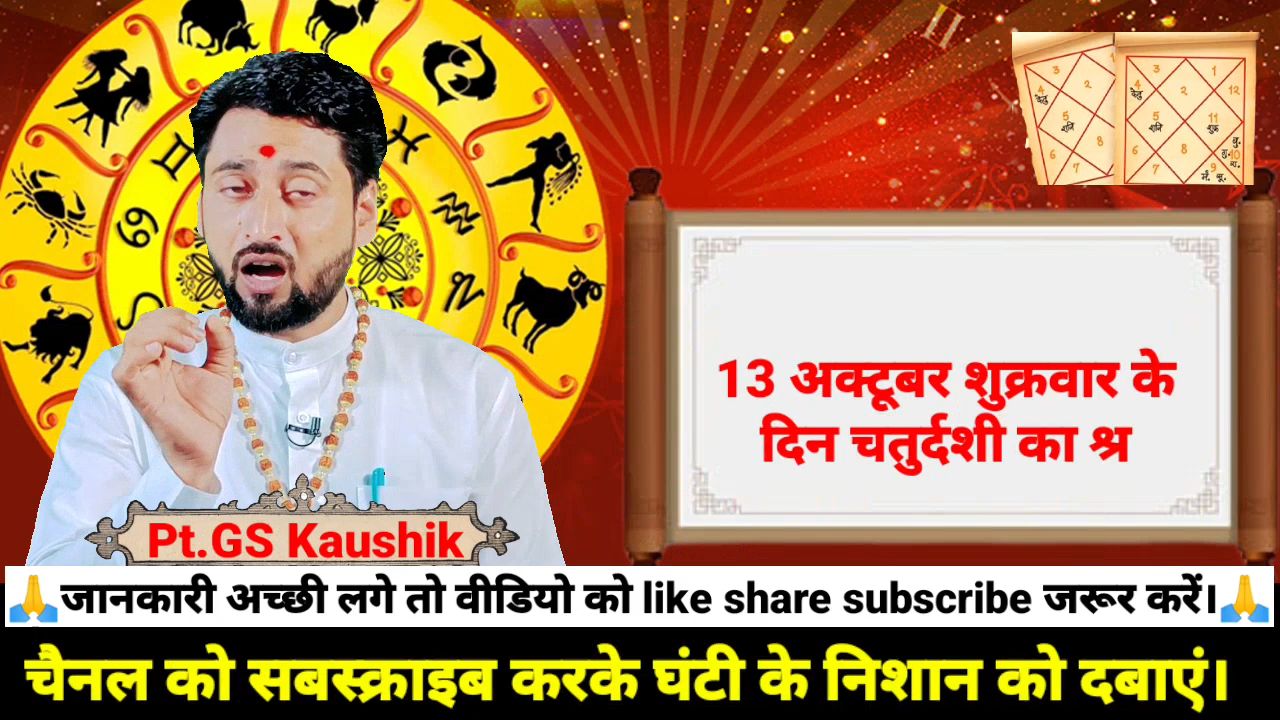 13 अक्टूबर शुक्रवार के
दिन चतुर्दशी का श्र
Pt.GS Kaushik
🙏जानकारी अच्छी लगे तो वीडियो को like share subscribe जरूर करें।🙏
चैनल को सबस्क्राइब करके घंटी के निशान को दबाएं।